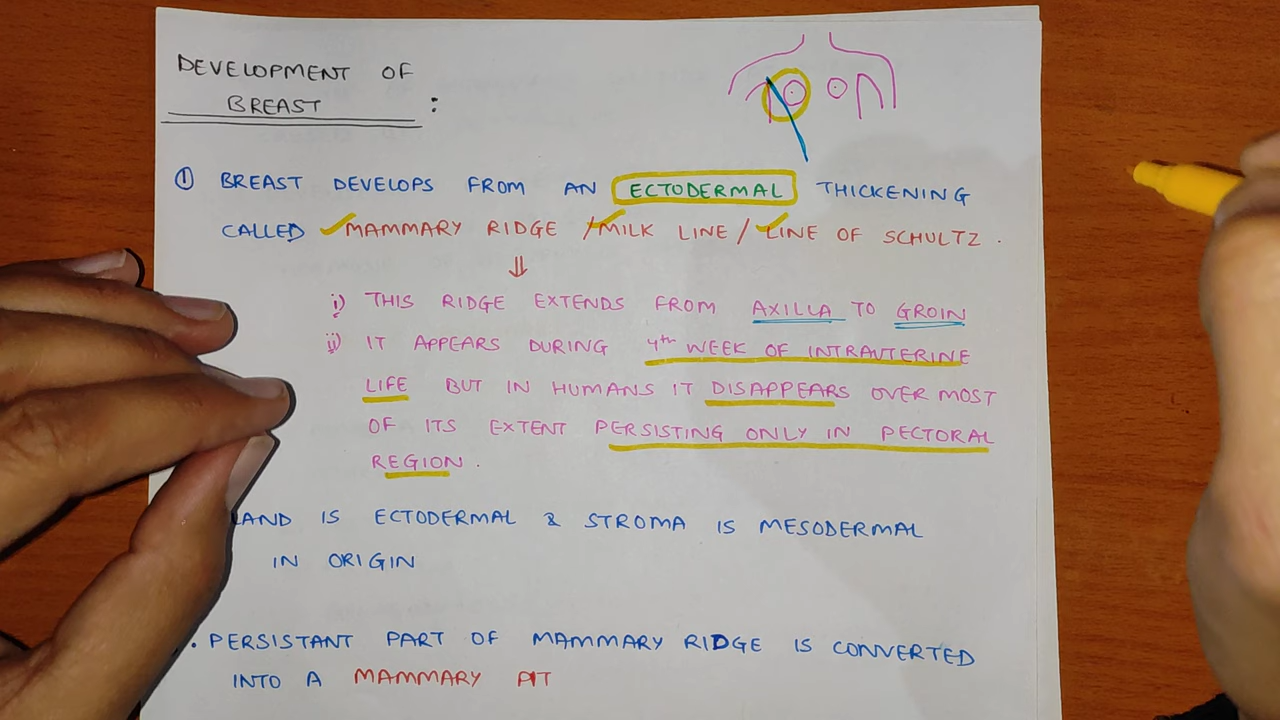 DEVELOPMENT OF
BREAST :
① BREAST DEVELOPS FROM AN ECTODERMAL THICKENING
CALLED MAMMARY RIDGE / MILK LINE / LINE OF SCHULTZ .
i) THIS RIDGE EXTENDS FROM AXILLA TO GROIN
ii) IT APPEARS DURING 4th WEEK OF INTRAUTERINE
LIFE BUT IN HUMANS IT DISAPPEARS OVER MOST
OF ITS EXTENT PERSISTING ONLY IN PECTORAL
REGION .
LAND IS ECTODERMAL & STROMA IS MESODERMAL
IN ORIGIN
. PERSISTANT PART OF MAMMARY RIDGE IS CONVERTED
INTO A MAMMARY PIT